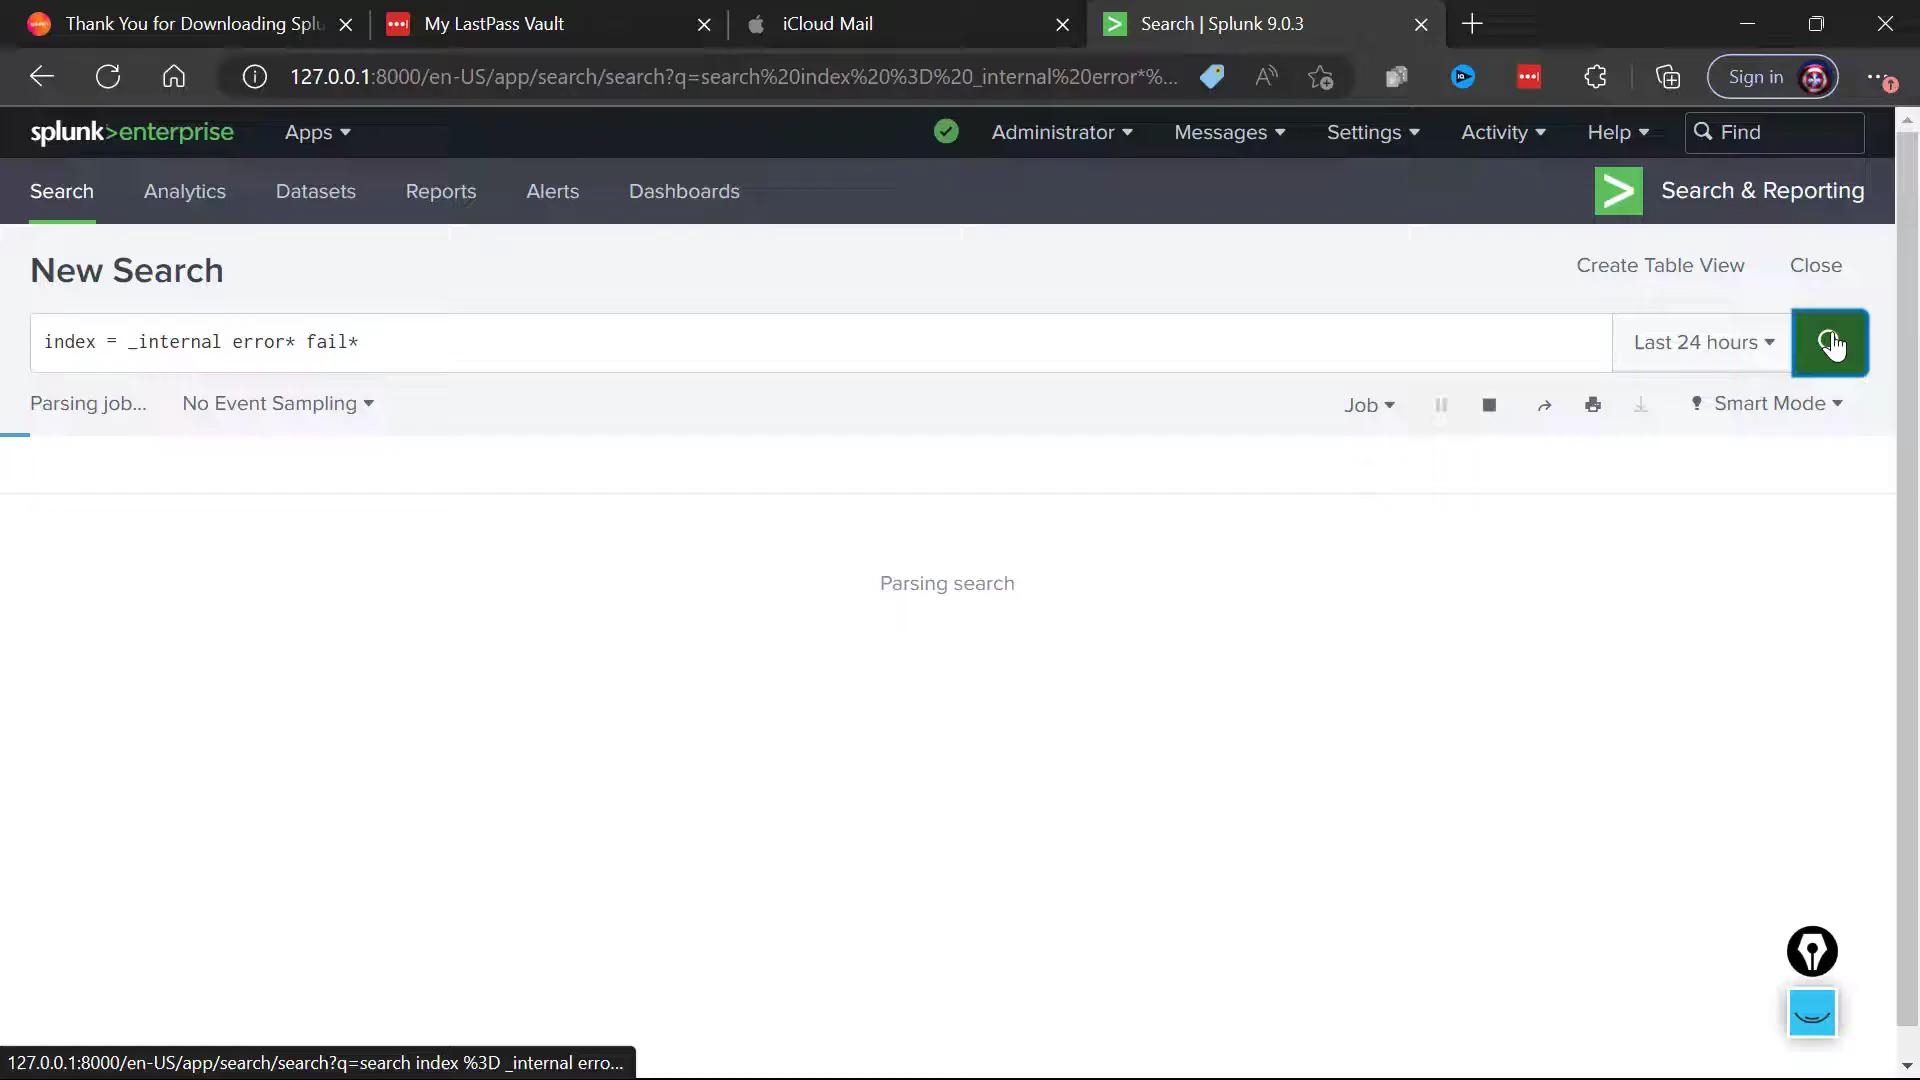 Thank You for Downloading Splu
My LastPass Vault
iCloud Mail
Search | Splunk 9.0.3
127.0.0.1:8000/en-US/app/search/search?q=search%20index%20%3D%20_internal%20error*%...
Sign in
splunk>enterprise
Apps
Administrator
Messages
Settings
Activity
Help
Find
Search
Analytics
Datasets
Reports
Alerts
Dashboards
Search & Reporting
New Search
Create Table View
Close
index = _internal error* fail*
Last 24 hours
Parsing job...
No Event Sampling
Job
Smart Mode
Parsing search
127.0.0.1:8000/en-US/app/search/search?q=search index %3D _internal erro...